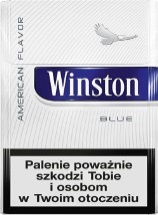 AMERICAN FLAVOR
Winston
BLUE
Palenie poważnie
szkodzi Tobie
i osobom
w Twoim otoczeniu